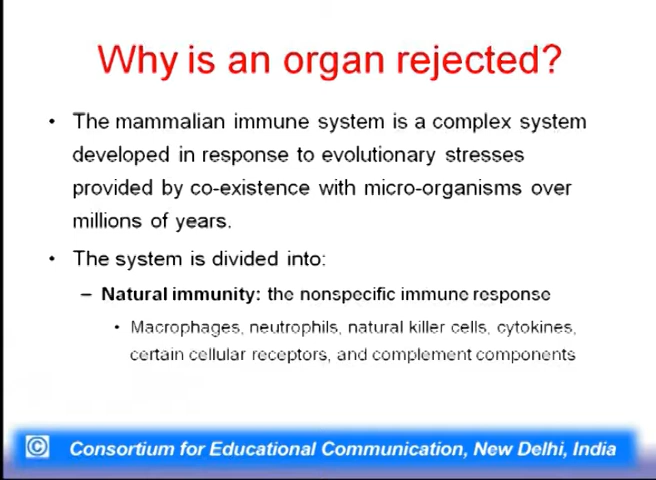 Why is an organ rejected?
• The mammalian immune system is a complex system
developed in response to evolutionary stresses
provided by co-existence with micro-organisms over
millions of years.
• The system is divided into:
– Natural immunity: the nonspecific immune response
• Macrophages, neutrophils, natural killer cells, cytokines,
certain cellular receptors, and complement components
© Consortium for Educational Communication, New Delhi, India